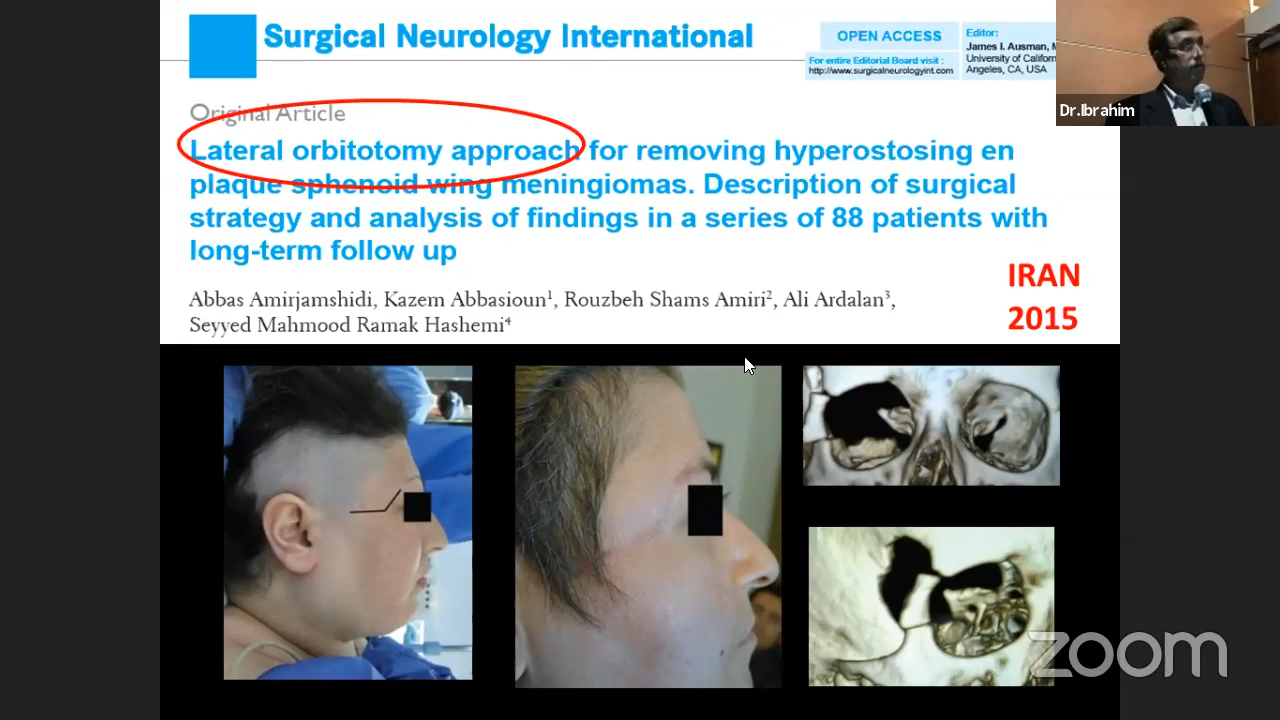 Surgical Neurology International
OPEN ACCESS
For entire Editorial Board visit :
http://www.surgicalneurologyint.com
Editor:
James I. Ausman,
University of Californ
Angeles, CA, USA
Dr.Ibrahim
Original Article
Lateral orbitotomy approach for removing hyperostosing en
plaque sphenoid wing meningiomas. Description of surgical
strategy and analysis of findings in a series of 88 patients with
long-term follow up
IRAN
2015
Abbas Amirjamshidi, Kazem Abbasioun¹, Rouzbeh Shams Amiri², Ali Ardalan³,
Seyyed Mahmood Ramak Hashemi⁴
zoom